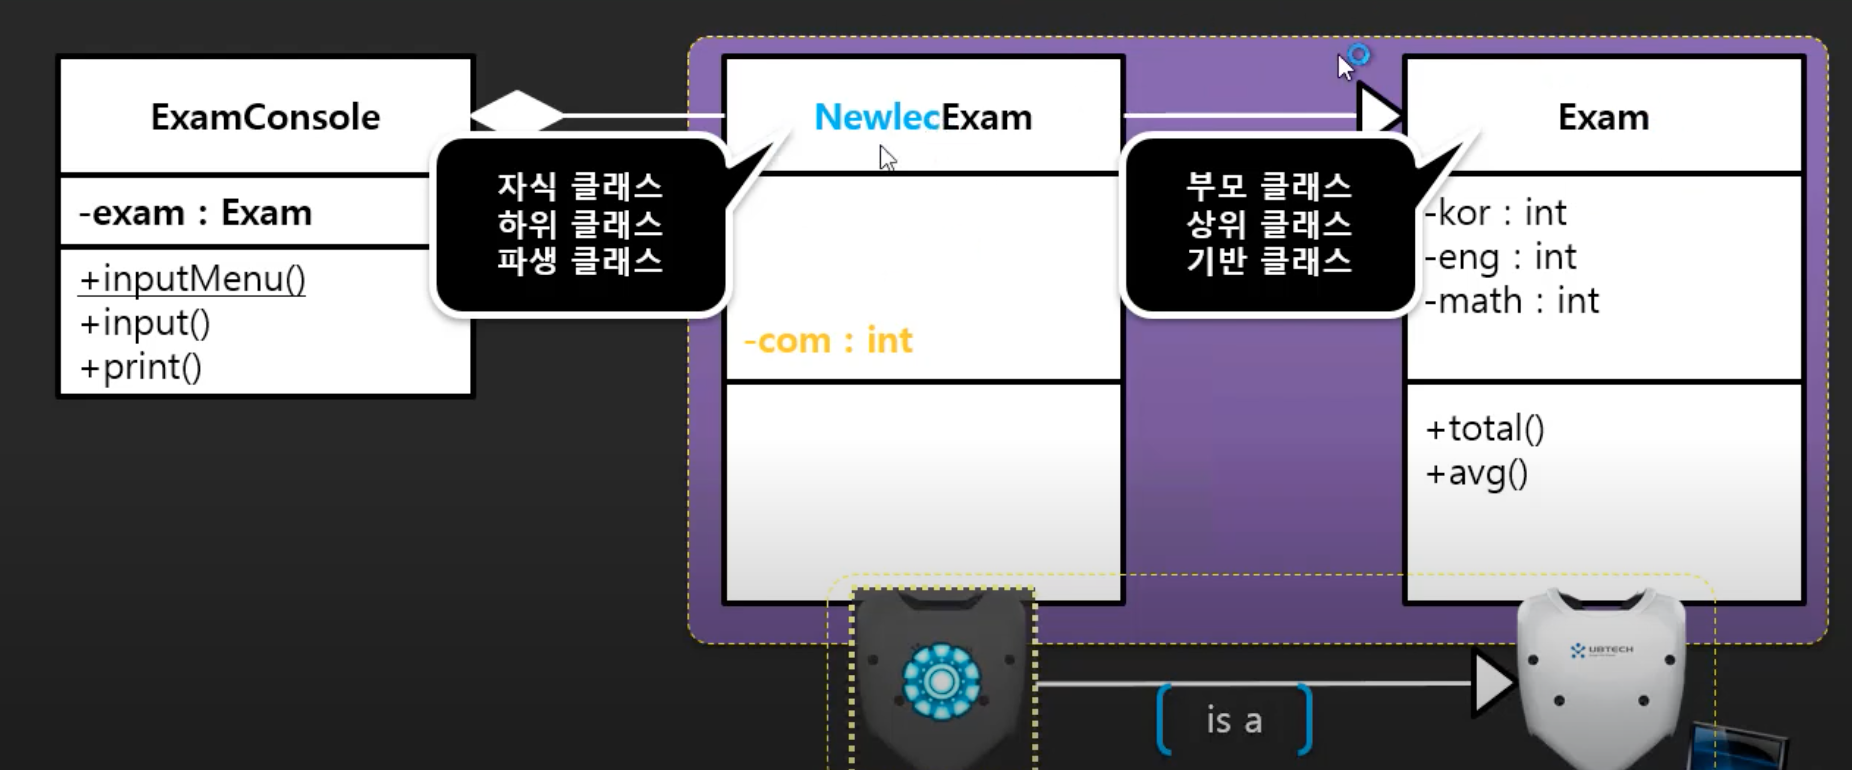 ExamConsole
-exam : Exam
+inputMenu()
+input()
+print()
자식 클래스
하위 클래스
파생 클래스
NewlecExam
-com : int
부모 클래스
상위 클래스
기반 클래스
Exam
-kor : int
-eng : int
-math : int
+total()
+avg()
is a
UBTECH